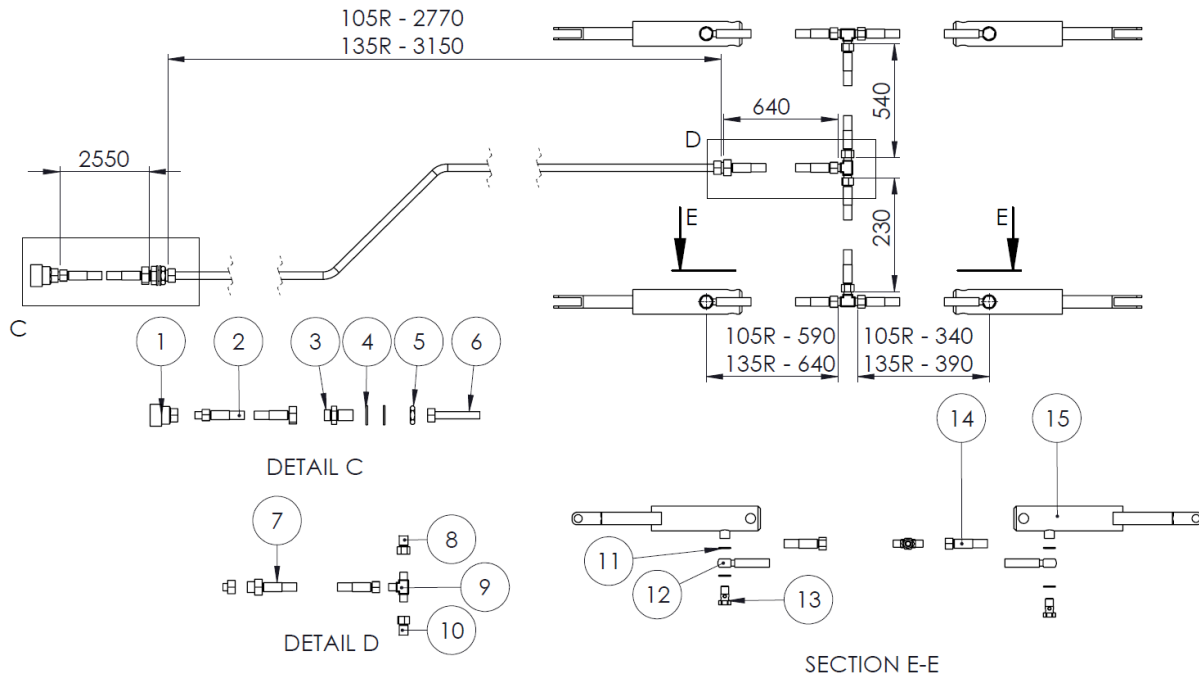 105R - 2770
135R - 3150
540
640
D
2550
E
E
230
C
105R - 590
135R - 640
105R - 340
135R - 390
1
2
3
4
5
6
DETAIL C
14
15
7
8
9
10
DETAIL D
11
12
13
SECTION E-E